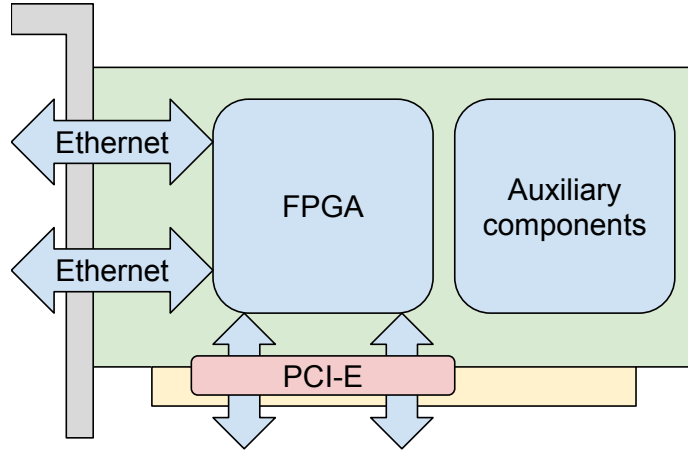 Ethernet
FPGA
Auxiliary
components
Ethernet
PCI-E